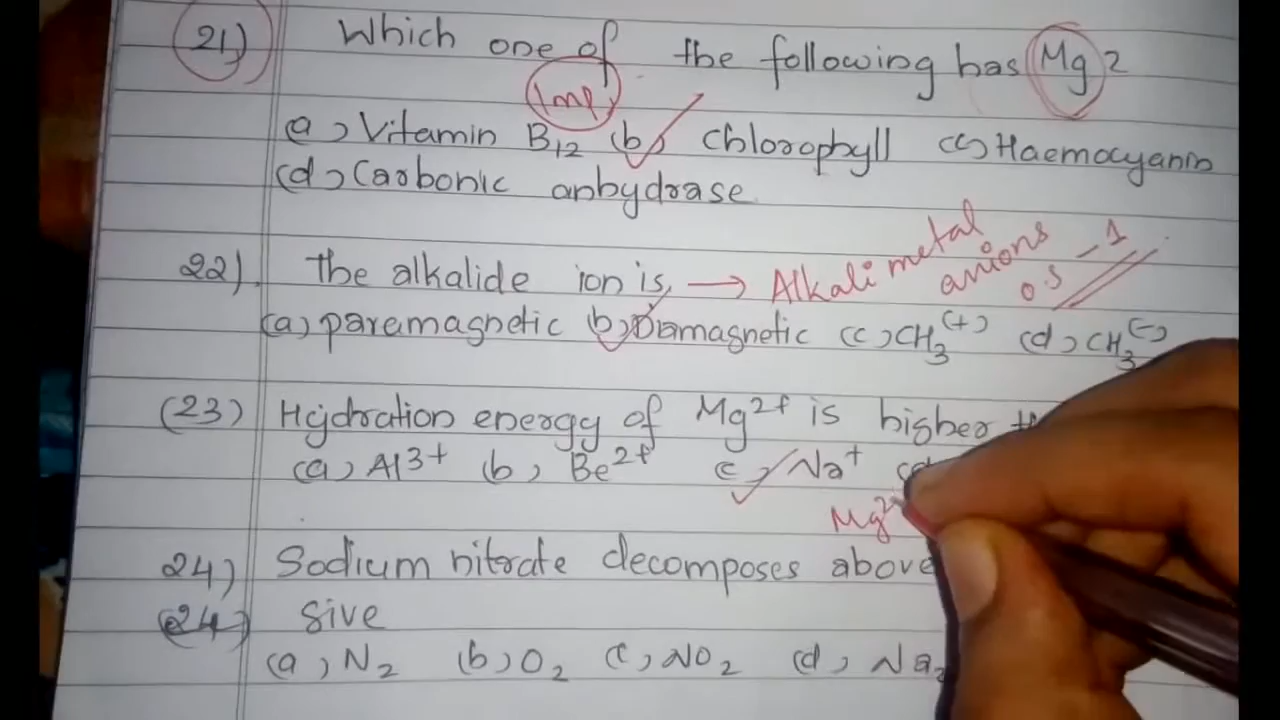 21) Which one of the following has Mg ?
(Imp)
(a) Vitamin B12 (b) Chlorophyll (c) Haemocyanin
(d) Carbonic anhydrase
22). The alkalide ion is, → Alkali metal
anions
O.S -1
(a) paramagnetic (b) Diamagnetic (c) CH3(+) (d) CH3(-)
(23) Hydration energy of Mg2+ is higher
(a) Al3+ (b) Be2+ (c) Na+
Mg2+
24) Sodium nitrate decomposes above
(24) give
(a) N2 (b) O2 (c) NO2 (d) Na2